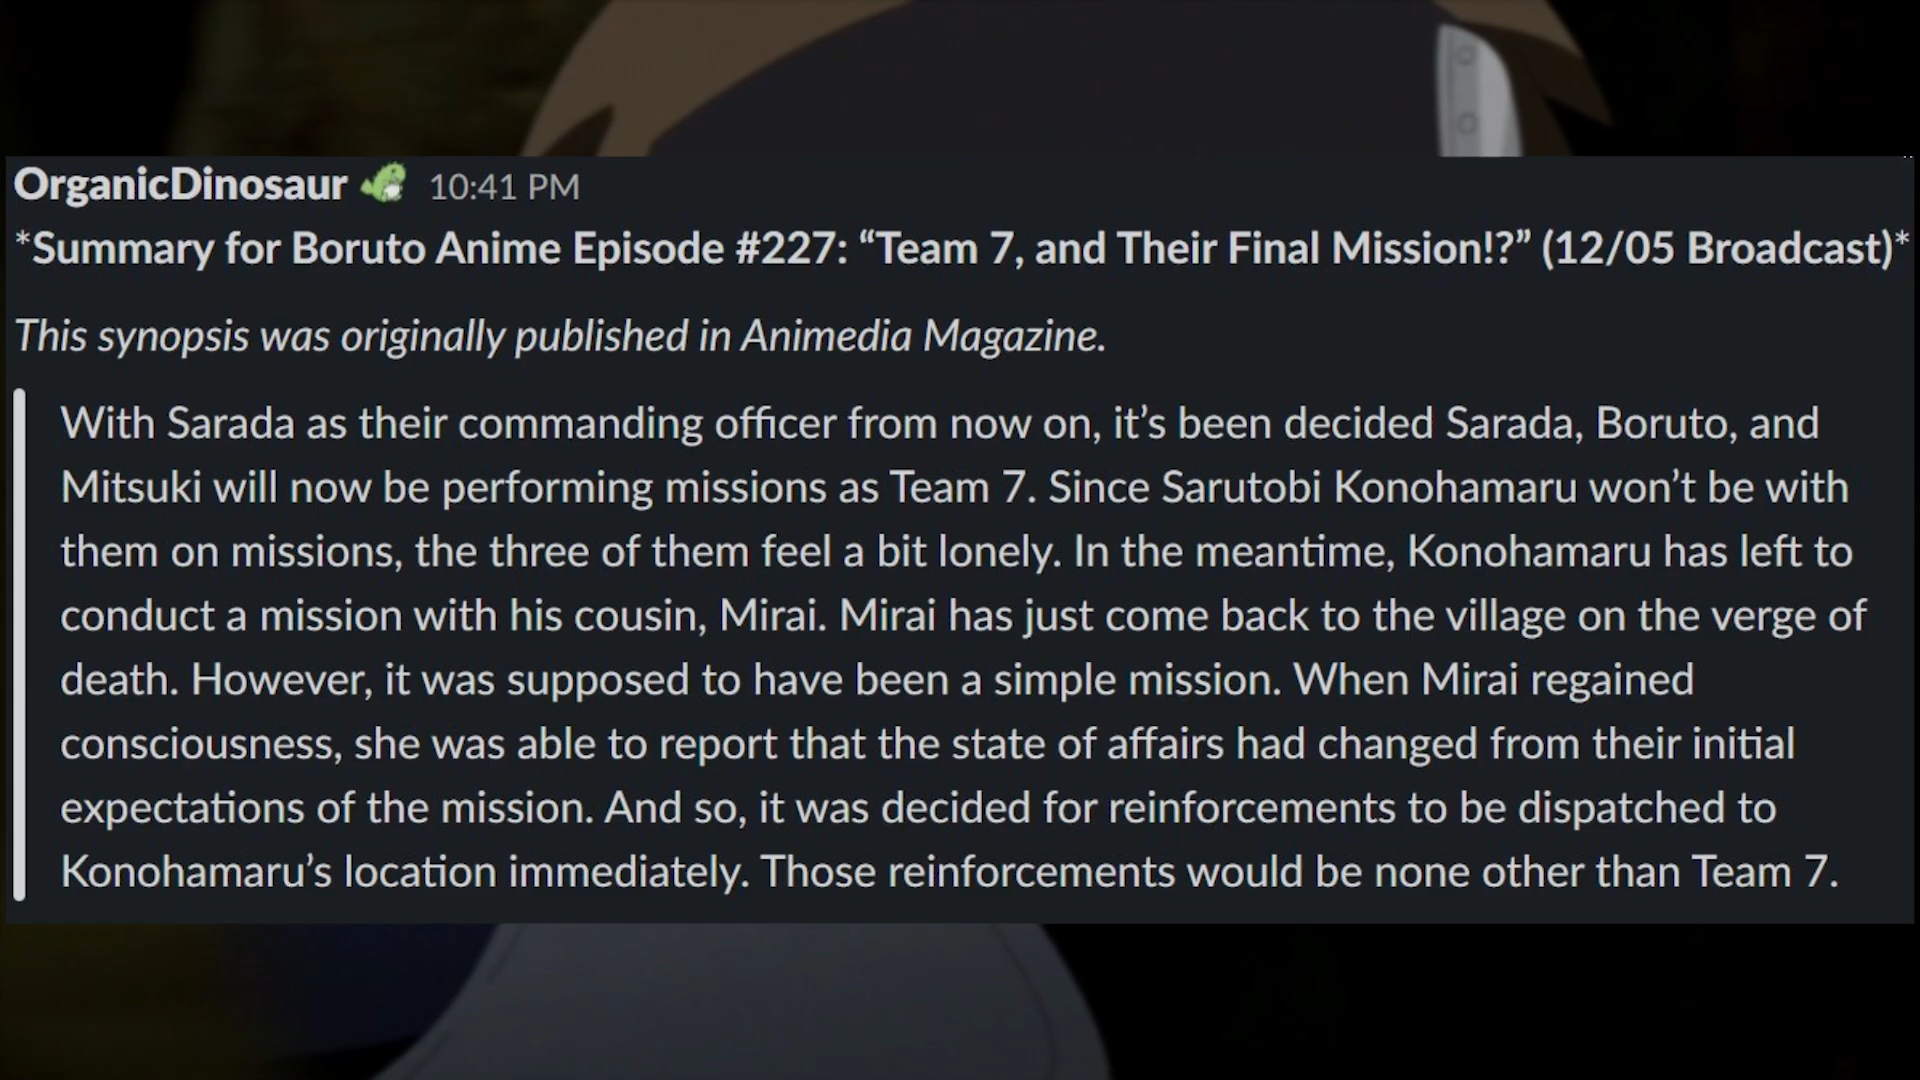 OrganicDinosaur 10:41 PM
*Summary for Boruto Anime Episode #227: “Team 7, and Their Final Mission!?” (12/05 Broadcast)*
This synopsis was originally published in Animedia Magazine.
With Sarada as their commanding officer from now on, it’s been decided Sarada, Boruto, and
Mitsuki will now be performing missions as Team 7. Since Sarutobi Konohamaru won’t be with
them on missions, the three of them feel a bit lonely. In the meantime, Konohamaru has left to
conduct a mission with his cousin, Mirai. Mirai has just come back to the village on the verge of
death. However, it was supposed to have been a simple mission. When Mirai regained
consciousness, she was able to report that the state of affairs had changed from their initial
expectations of the mission. And so, it was decided for reinforcements to be dispatched to
Konohamaru’s location immediately. Those reinforcements would be none other than Team 7.